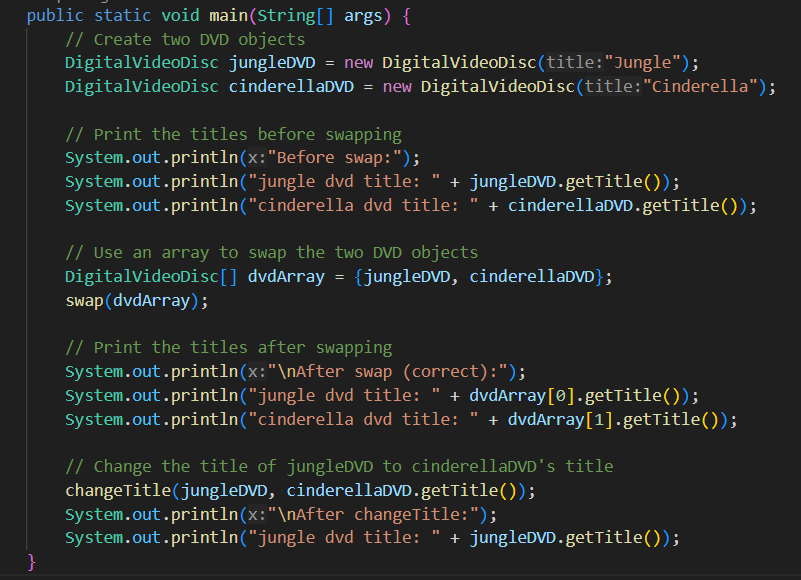 public static void main(String[] args) {
// Create two DVD objects
DigitalVideoDisc jungleDVD = new DigitalVideoDisc(title:"Jungle");
DigitalVideoDisc cinderellaDVD = new DigitalVideoDisc(title:"Cinderella");
// Print the titles before swapping
System.out.println(x:"Before swap:");
System.out.println("jungle dvd title: " + jungleDVD.getTitle());
System.out.println("cinderella dvd title: " + cinderellaDVD.getTitle());
// Use an array to swap the two DVD objects
DigitalVideoDisc[] dvdArray = {jungleDVD, cinderellaDVD};
swap(dvdArray);
// Print the titles after swapping
System.out.println(x:"\nAfter swap (correct):");
System.out.println("jungle dvd title: " + dvdArray[0].getTitle());
System.out.println("cinderella dvd title: " + dvdArray[1].getTitle());
// Change the title of jungleDVD to cinderellaDVD's title
changeTitle(jungleDVD, cinderellaDVD.getTitle());
System.out.println(x:"\nAfter changeTitle:");
System.out.println("jungle dvd title: " + jungleDVD.getTitle());
}